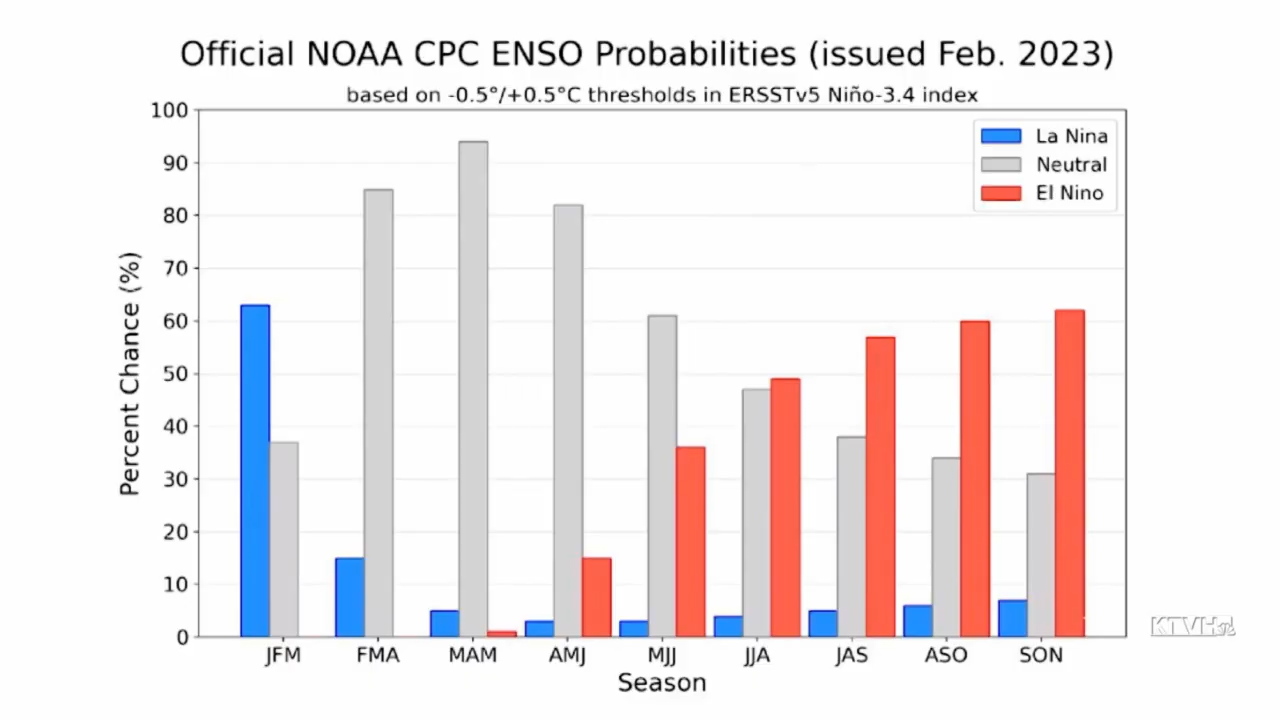 Official NOAA CPC ENSO Probabilities (issued Feb. 2023)
based on -0.5°/+0.5°C thresholds in ERSSTv5 Niño-3.4 index
La Nina
Neutral
El Nino
Percent Chance (%)
100
90
80
70
60
50
40
30
20
10
0
JFM
FMA
MAM
AMJ
MJJ
JJA
JAS
ASO
SON
Season
KTVH